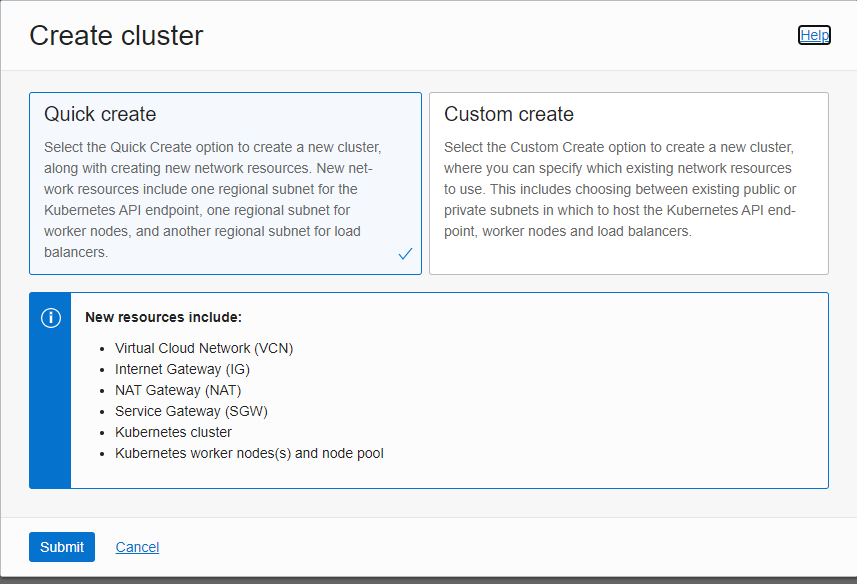 Create cluster
Help
Quick create
Select the Quick Create option to create a new cluster,
along with creating new network resources. New net-
work resources include one regional subnet for the
Kubernetes API endpoint, one regional subnet for
worker nodes, and another regional subnet for load
balancers.
Custom create
Select the Custom Create option to create a new cluster,
where you can specify which existing network resources
to use. This includes choosing between existing public or
private subnets in which to host the Kubernetes API end-
point, worker nodes and load balancers.
New resources include:
• Virtual Cloud Network (VCN)
• Internet Gateway (IG)
• NAT Gateway (NAT)
• Service Gateway (SGW)
• Kubernetes cluster
• Kubernetes worker nodes(s) and node pool
Submit
Cancel